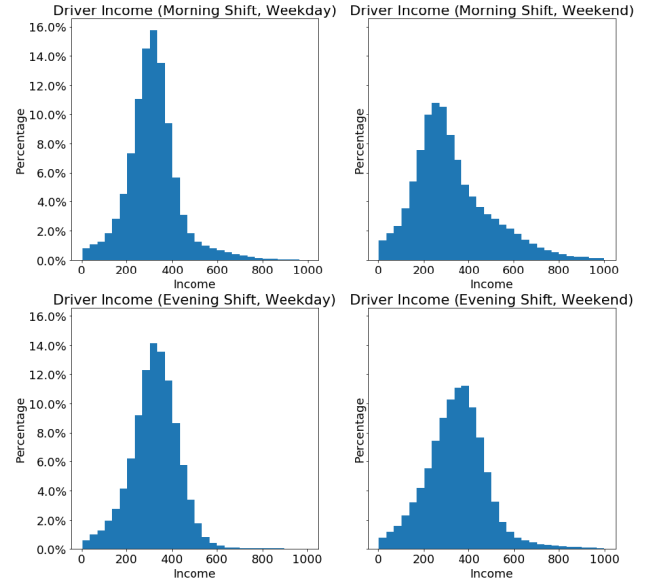 Driver Income (Morning Shift, Weekday)
16.0%
14.0%
12.0%
10.0%
8.0%
6.0%
4.0%
2.0%
0.0%
Percentage
0 200 400 600 800 1000
Income
Driver Income (Morning Shift, Weekend)
Percentage
0 200 400 600 800 1000
Income
Driver Income (Evening Shift, Weekday)
16.0%
14.0%
12.0%
10.0%
8.0%
6.0%
4.0%
2.0%
0.0%
Percentage
0 200 400 600 800 1000
Income
Driver Income (Evening Shift, Weekend)
Percentage
0 200 400 600 800 1000
Income